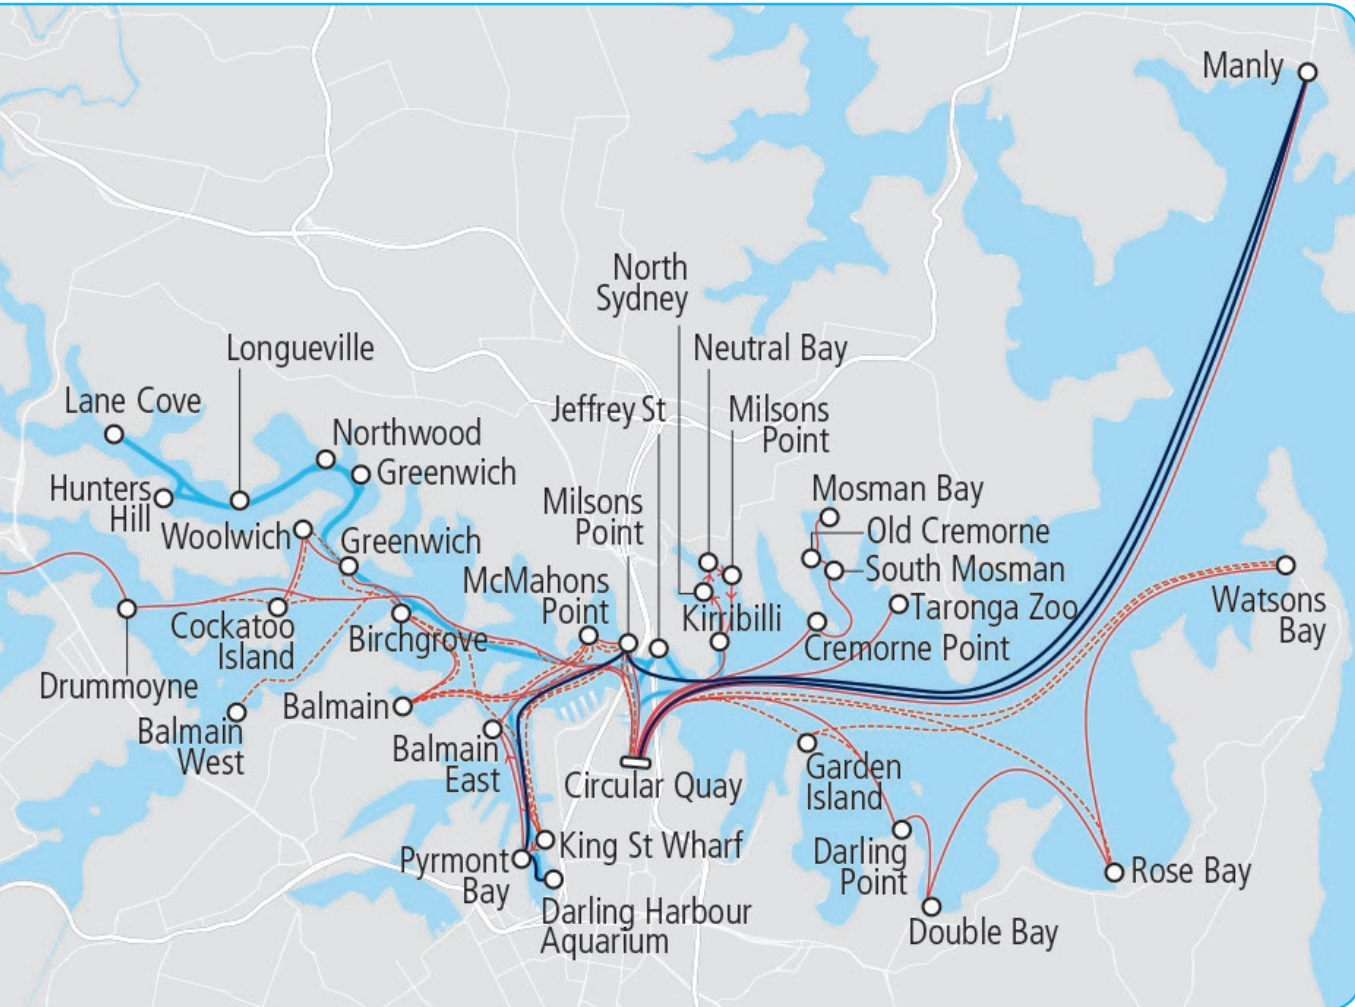 Manly
North
Sydney
Longueville
Neutral Bay
Lane Cove
Jeffrey St
Milsons
Point
Northwood
Greenwich
Hunters
Hill
Mosman Bay
Milsons
Point
Woolwich
Old Cremorne
Greenwich
South Mosman
McMahons
Point
Taronga Zoo
Watsons
Bay
Kirribilli
Cockatoo
Island
Birchgrove
Cremorne Point
Drummoyne
Balmain
Balmain
West
Balmain
East
Circular Quay
Garden
Island
King St Wharf
Darling
Point
Pyrmont
Bay
Rose Bay
Darling Harbour
Aquarium
Double Bay